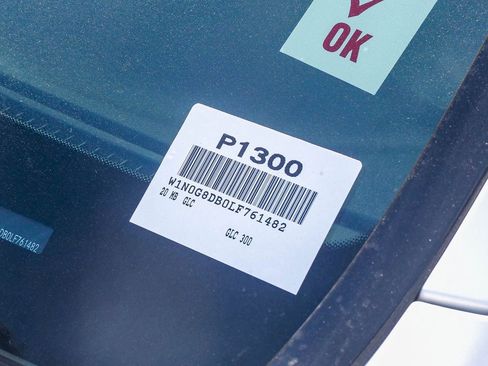 OK
P1300
W1N0G8DB0LF761482
20 MB GLC
GLC 300
DB0LF761482